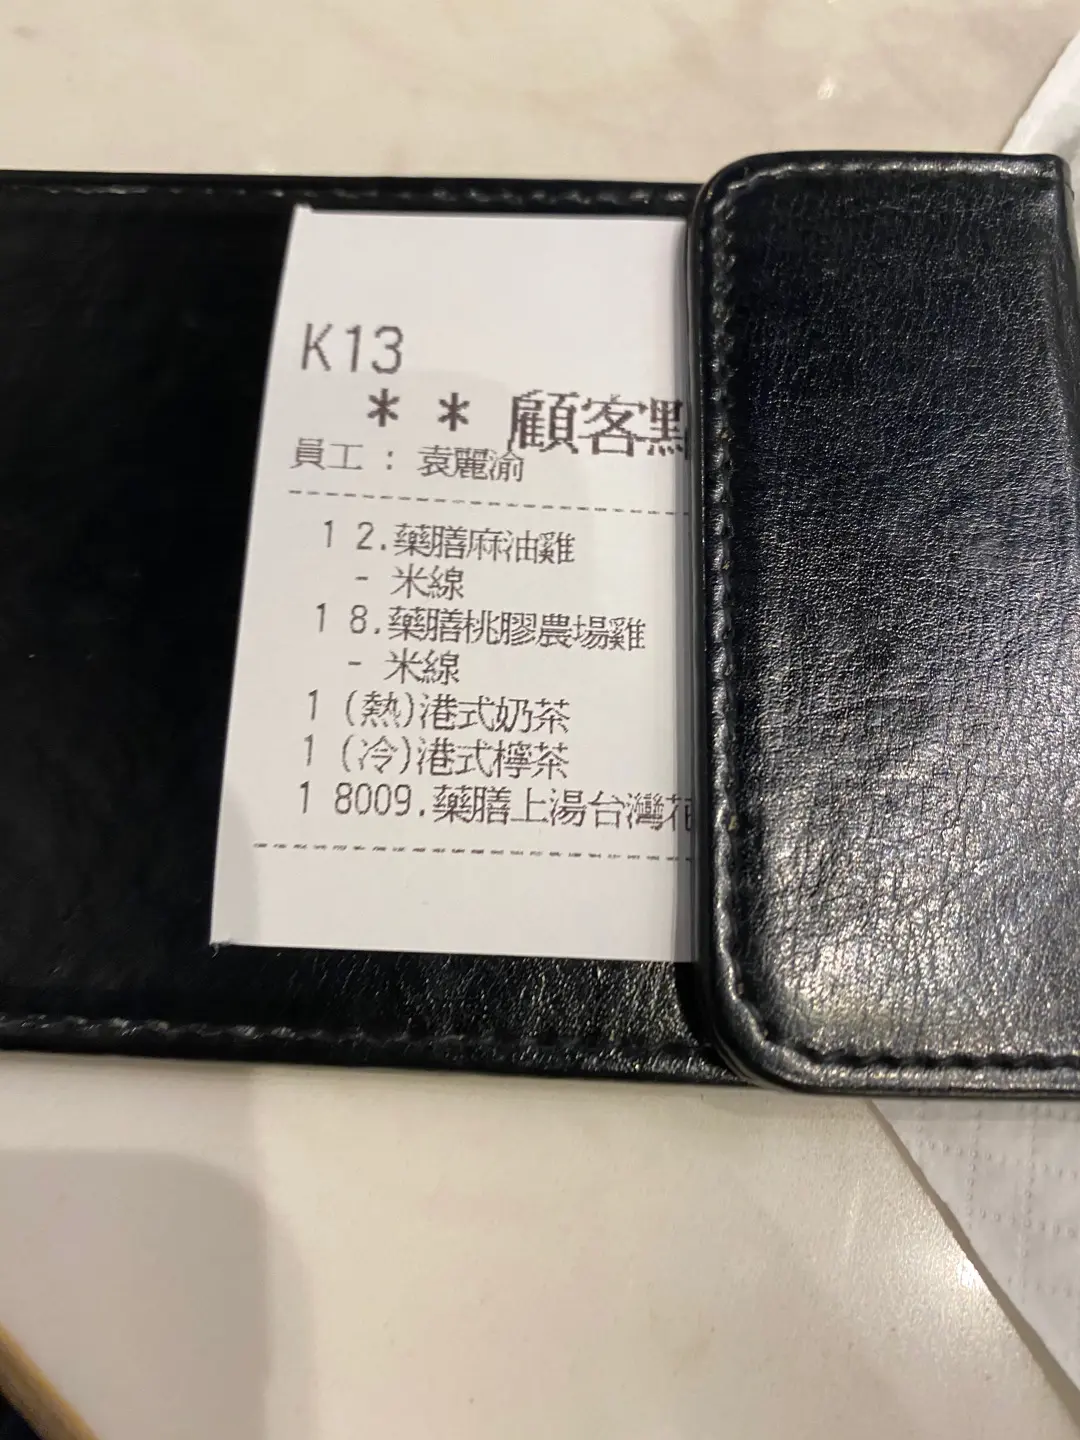 K13
** 顧客點
員工：袁麗渝
1 2.藥膳麻油雞
- 米線
1 8.藥膳桃膠農場雞
- 米線
1 (熱)港式奶茶
1 (冷)港式檸茶
1 8009.藥膳上湯台灣花